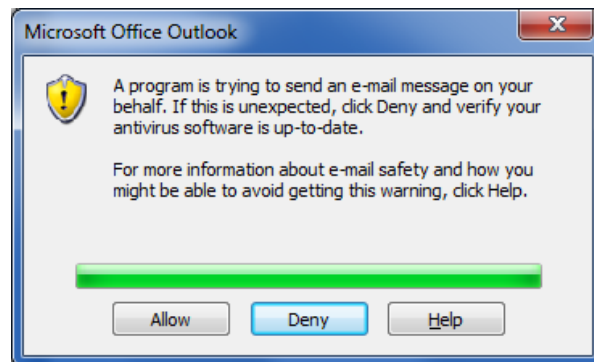 Microsoft Office Outlook
A program is trying to send an e-mail message on your
behalf. If this is unexpected, click Deny and verify your
antivirus software is up-to-date.
For more information about e-mail safety and how you
might be able to avoid getting this warning, click Help.
Allow Deny Help